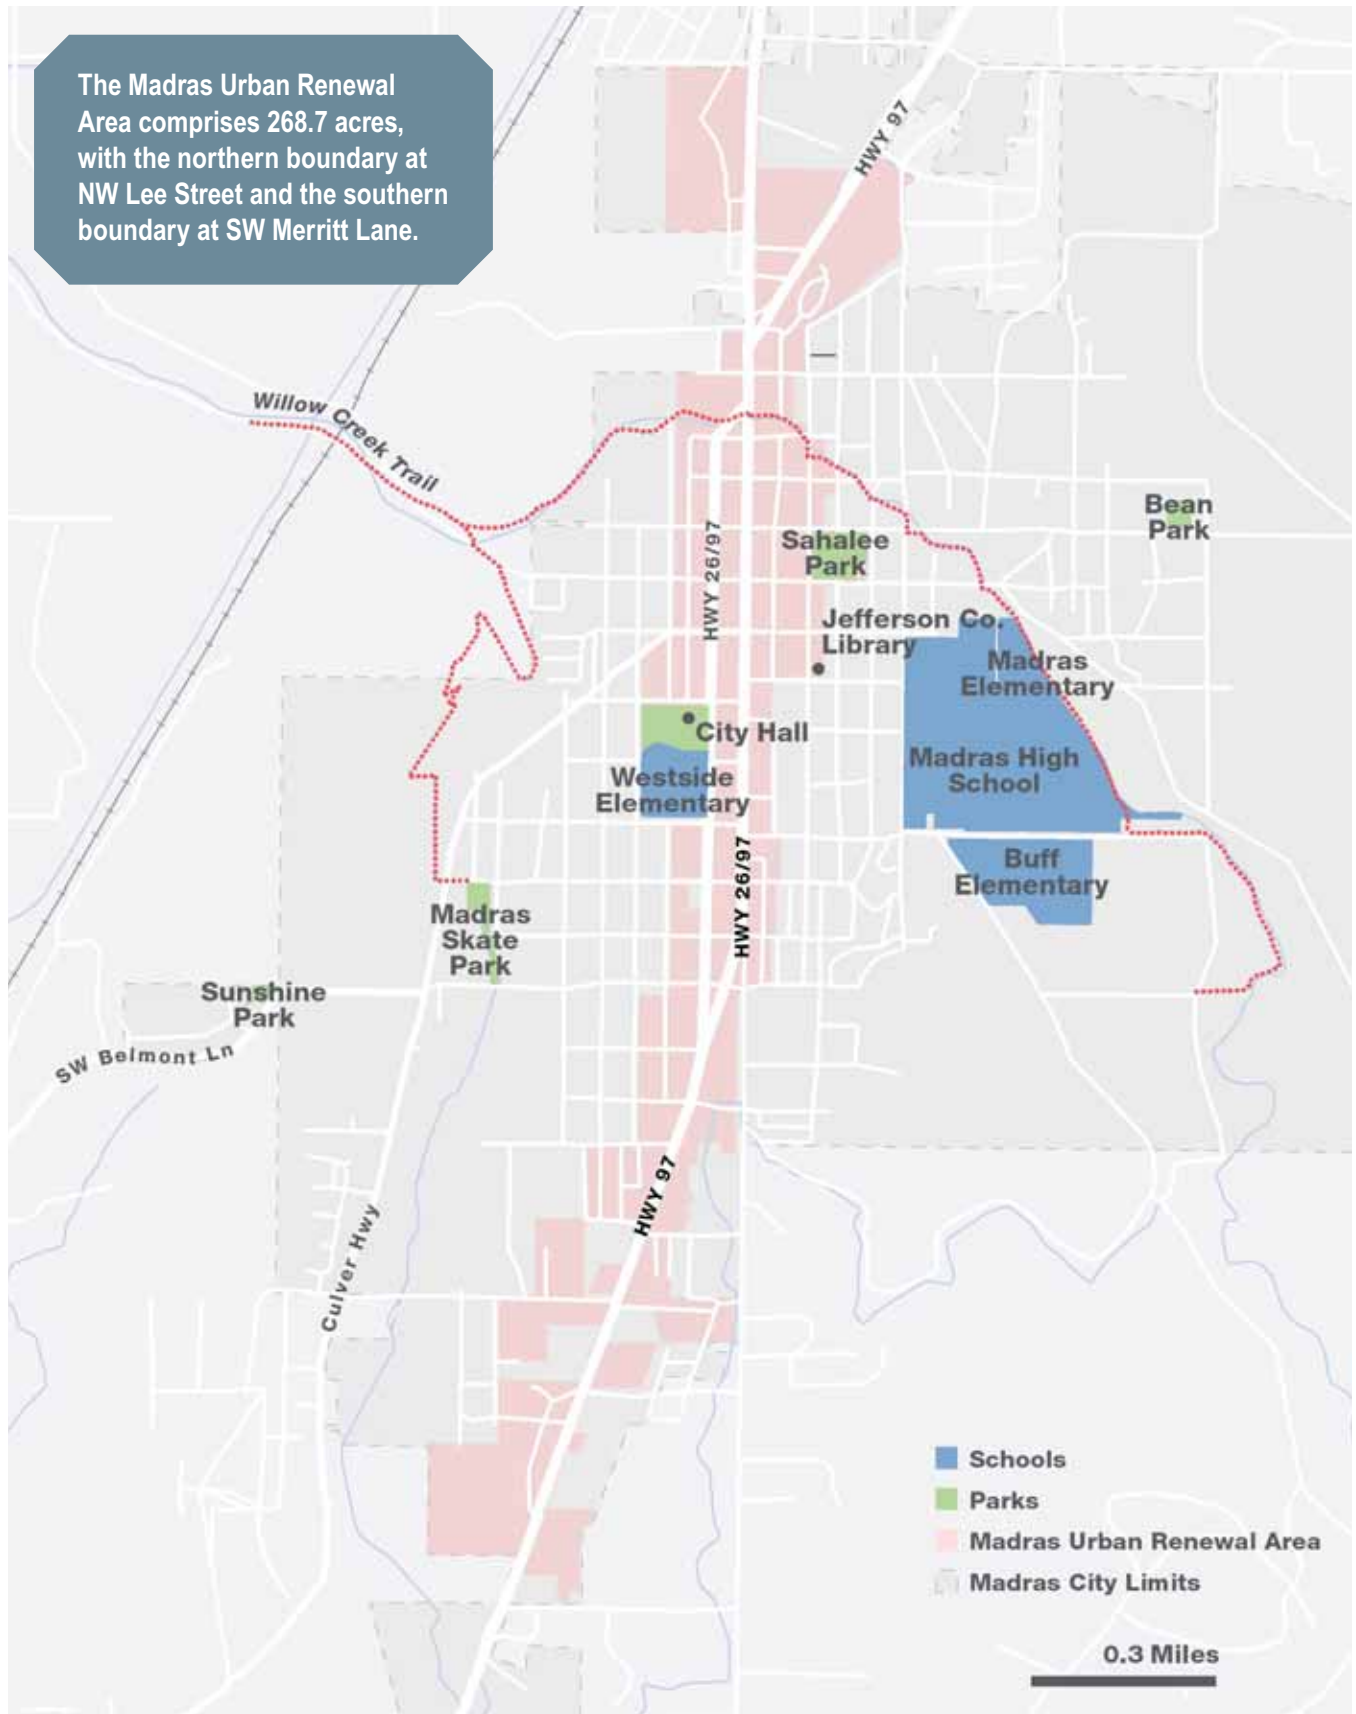 The Madras Urban Renewal
Area comprises 268.7 acres,
with the northern boundary at
NW Lee Street and the southern
boundary at SW Merritt Lane.
HWY 97
Willow Creek Trail
HWY 26/97
Bean
Park
Sahalee
Park
Jefferson Co.
Library
Madras
Elementary
City Hall
Madras High
School
Westside
Elementary
HWY 26/97
Buff
Elementary
Madras
Skate
Park
Sunshine
Park
SW Belmont Ln
HWY 97
Culver Hwy
Schools
Parks
Madras Urban Renewal Area
Madras City Limits
0.3 Miles